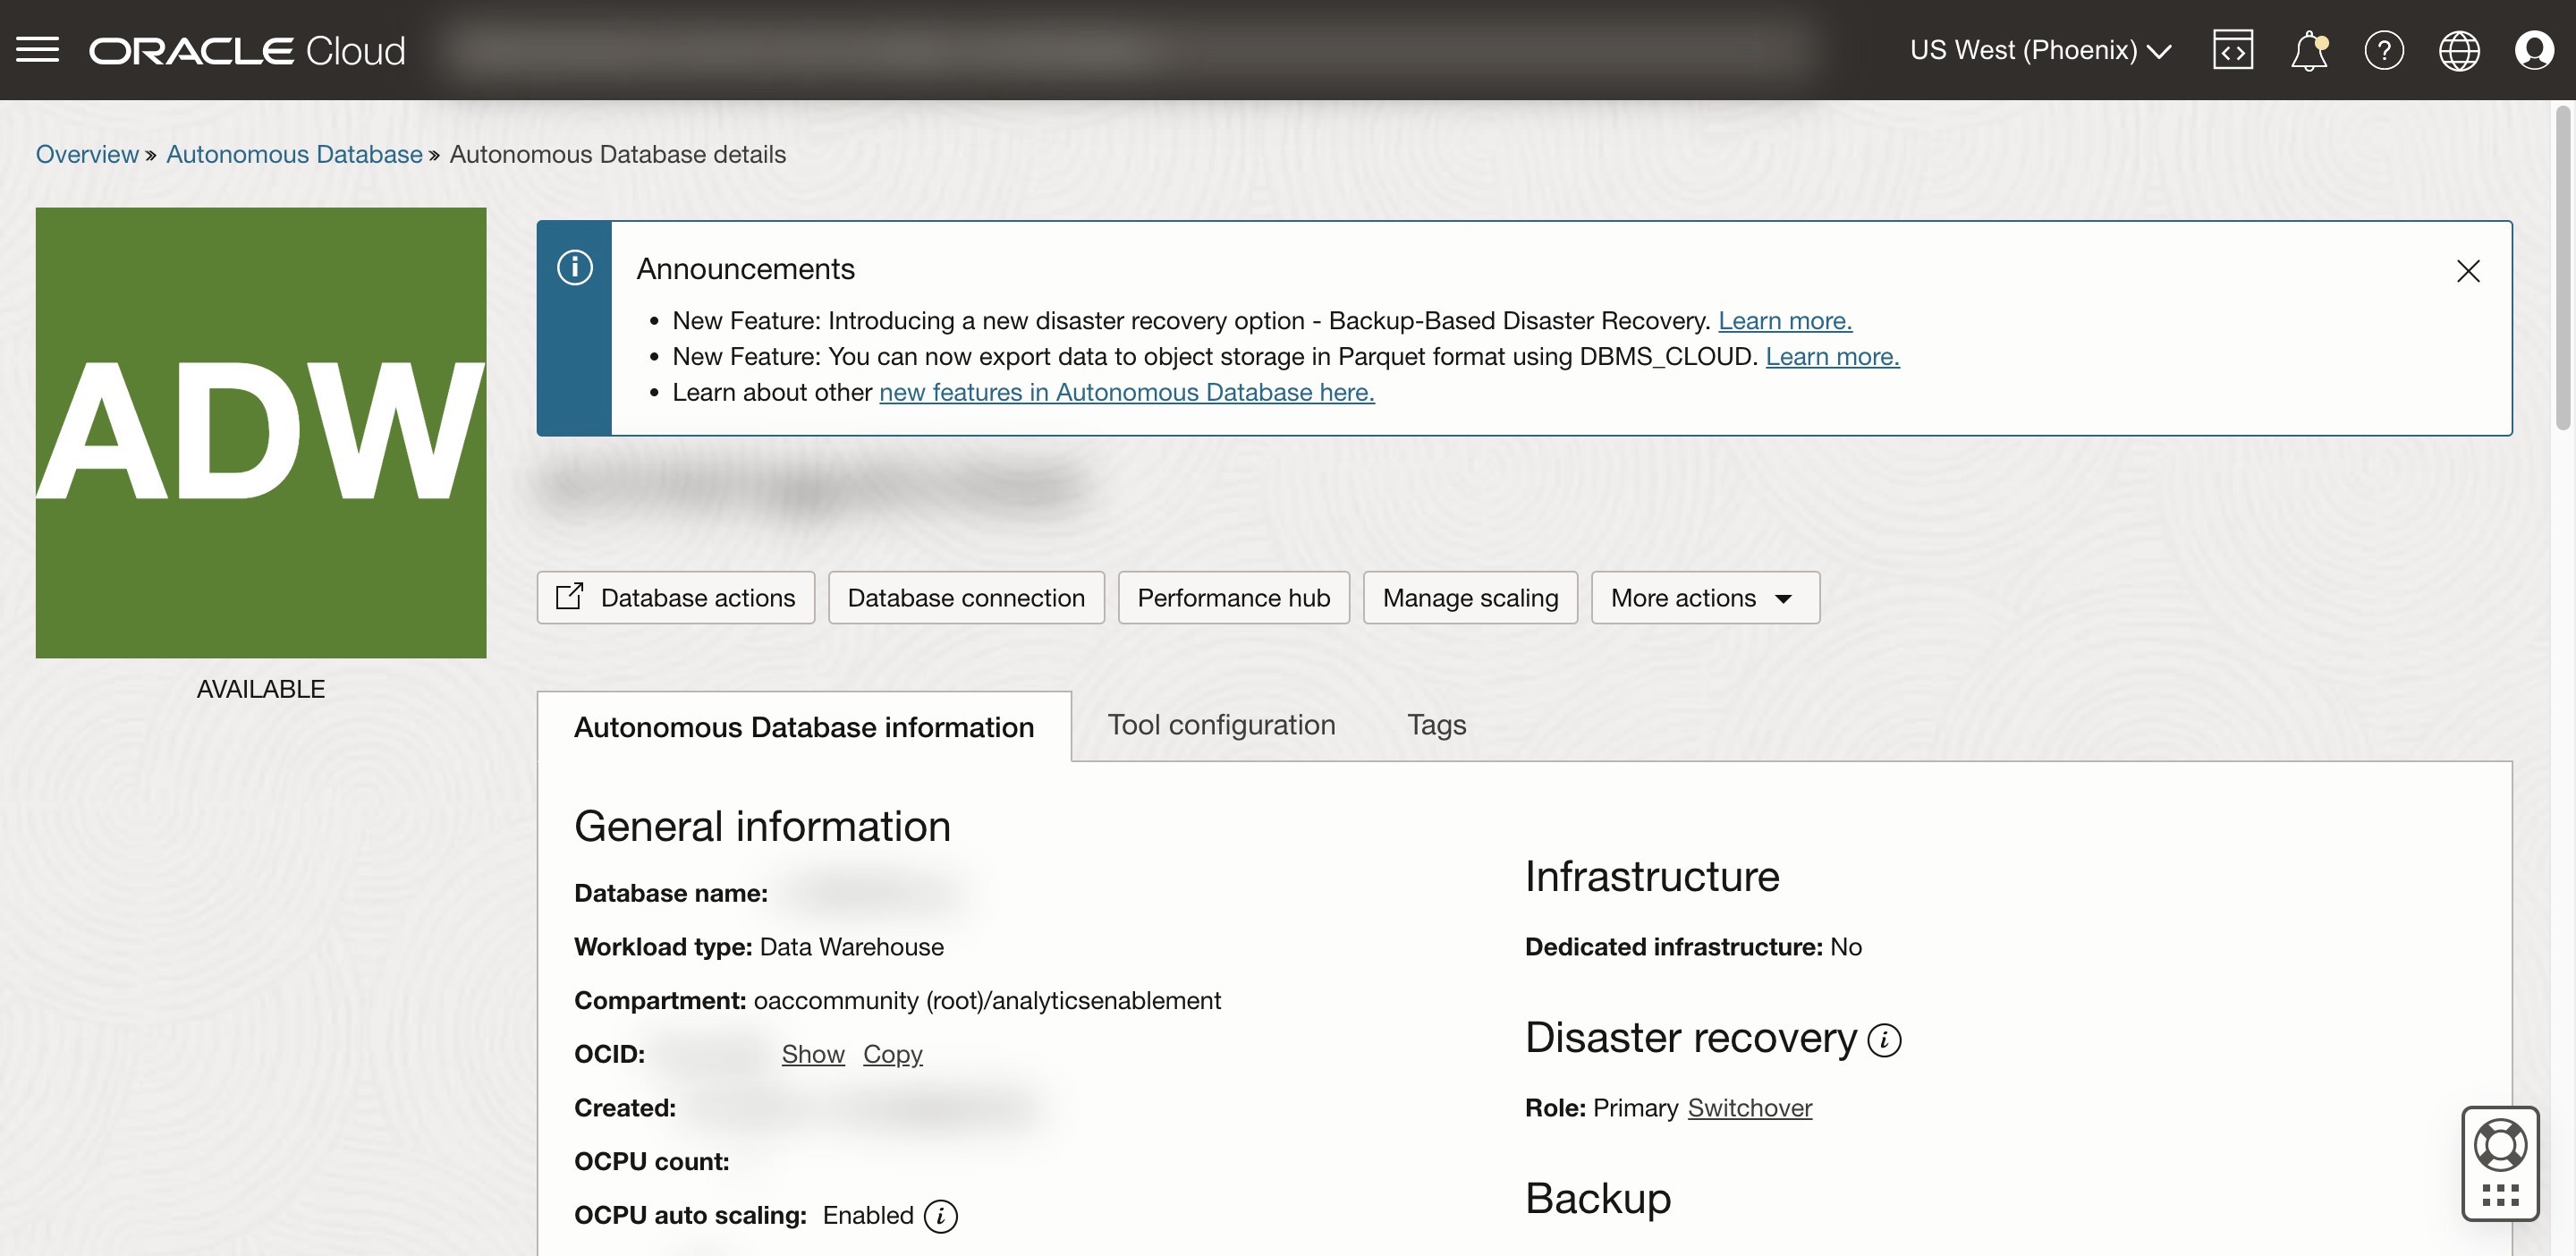 ORACLE Cloud
US West (Phoenix)
Overview » Autonomous Database » Autonomous Database details
ADW
AVAILABLE
Announcements
• New Feature: Introducing a new disaster recovery option - Backup-Based Disaster Recovery. Learn more.
• New Feature: You can now export data to object storage in Parquet format using DBMS_CLOUD. Learn more.
• Learn about other new features in Autonomous Database here.
Database actions
Database connection
Performance hub
Manage scaling
More actions
Autonomous Database information
Tool configuration
Tags
General information
Database name:
Workload type: Data Warehouse
Compartment: oaccommunity (root)/analyticsenablement
OCID: Show Copy
Created:
OCPU count:
OCPU auto scaling: Enabled
Infrastructure
Dedicated infrastructure: No
Disaster recovery
Role: Primary Switchover
Backup